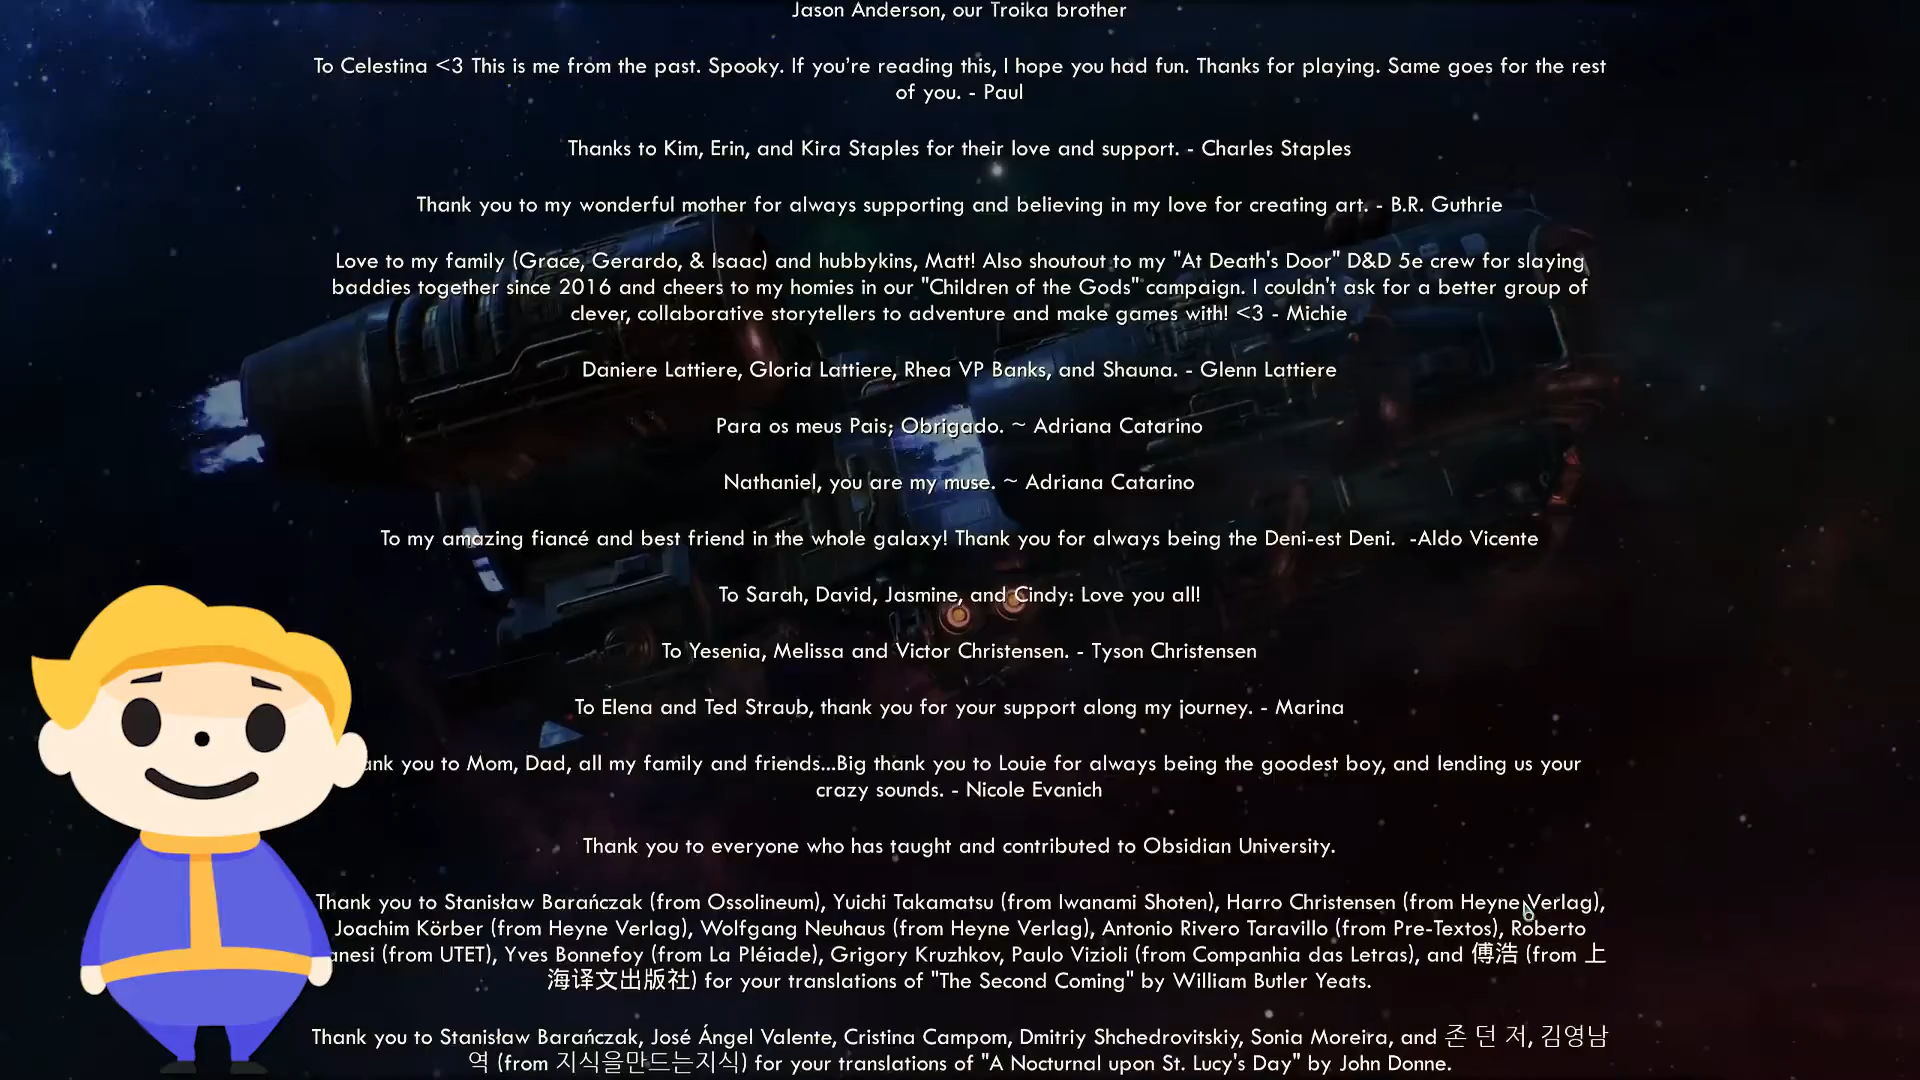 Jason Anderson, our Troika brother
To Celestina <3 This is me from the past. Spooky. If you're reading this, I hope you had fun. Thanks for playing. Same goes for the rest
of you. - Paul
Thanks to Kim, Erin, and Kira Staples for their love and support. - Charles Staples
Thank you to my wonderful mother for always supporting and believing in my love for creating art. - B.R. Guthrie
Love to my family (Grace, Gerardo, & Isaac) and hubbykins, Matt! Also shoutout to my "At Death's Door" D&D 5e crew for slaying
baddies together since 2016 and cheers to my homies in our "Children of the Gods" campaign. I couldn't ask for a better group of
clever, collaborative storytellers to adventure and make games with! <3 - Michie
Daniere Lattiere, Gloria Lattiere, Rhea VP Banks, and Shauna. - Glenn Lattiere
Para os meus Pais; Obrigado. ~ Adriana Catarino
Nathaniel, you are my muse. ~ Adriana Catarino
To my amazing fiancé and best friend in the whole galaxy! Thank you for always being the Deni-est Deni.  -Aldo Vicente
To Sarah, David, Jasmine, and Cindy: Love you all!
To Yesenia, Melissa and Victor Christensen. - Tyson Christensen
To Elena and Ted Straub, thank you for your support along my journey. - Marina
ank you to Mom, Dad, all my family and friends...Big thank you to Louie for always being the goodest boy, and lending us your
crazy sounds. - Nicole Evanich
Thank you to everyone who has taught and contributed to Obsidian University.
Thank you to Stanisław Barańczak (from Ossolineum), Yuichi Takamatsu (from Iwanami Shoten), Harro Christensen (from Heyne Verlag),
Joachim Körber (from Heyne Verlag), Wolfgang Neuhaus (from Heyne Verlag), Antonio Rivero Taravillo (from Pre-Textos), Roberto
anesi (from UTET), Yves Bonnefoy (from La Pléiade), Grigory Kruzhkov, Paulo Vizioli (from Companhia das Letras), and 傅浩 (from 上
海译文出版社) for your translations of "The Second Coming" by William Butler Yeats.
Thank you to Stanisław Barańczak, José Ángel Valente, Cristina Campom, Dmitriy Shchedrovitskiy, Sonia Moreira, and 존 던 저, 김영남
역 (from 지식을만드는지식) for your translations of "A Nocturnal upon St. Lucy's Day" by John Donne.